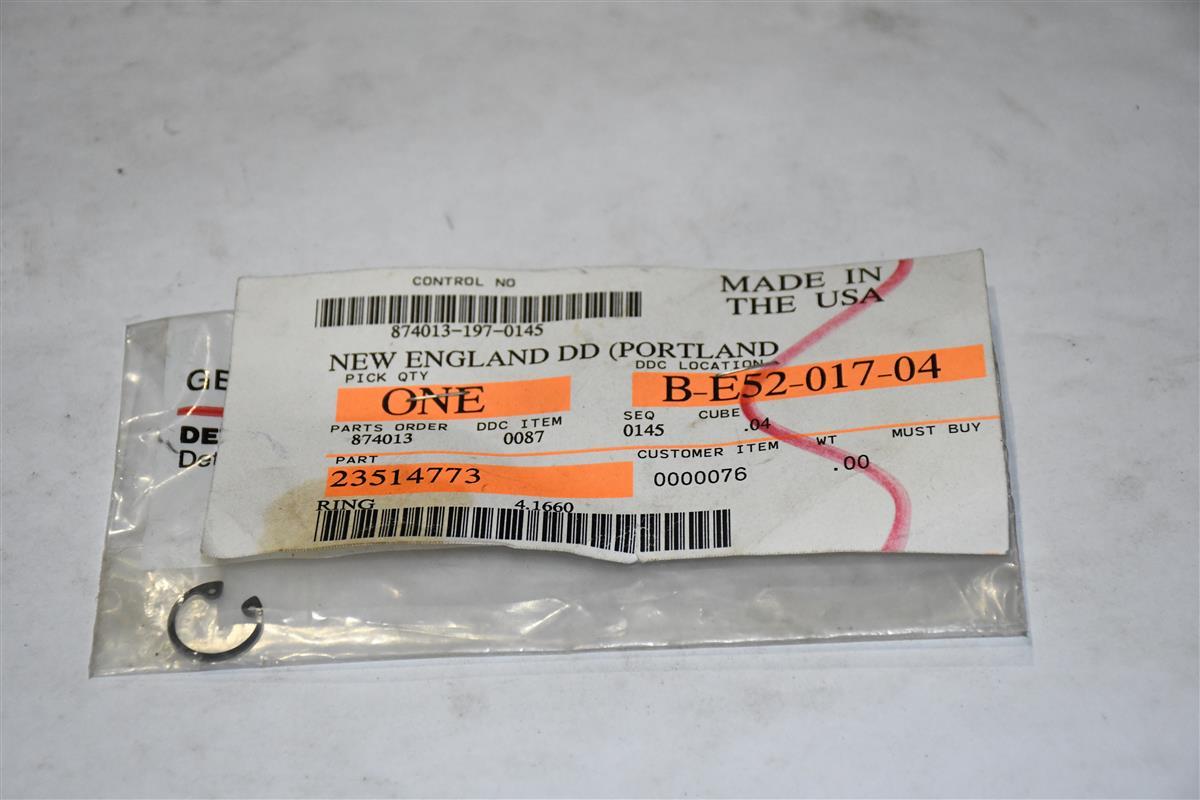 CONTROL NO
MADE IN
THE USA
874013-197-0145
NEW ENGLAND DD (PORTLAND
PICK QTY DDC LOCATION
ONE B-E52-017-04
PARTS ORDER DDC ITEM SEQ CUBE
874013 0087 0145 .04
PART CUSTOMER ITEM WT MUST BUY
23514773 0000076 .00
RING 4.1660
GE
DE
Det